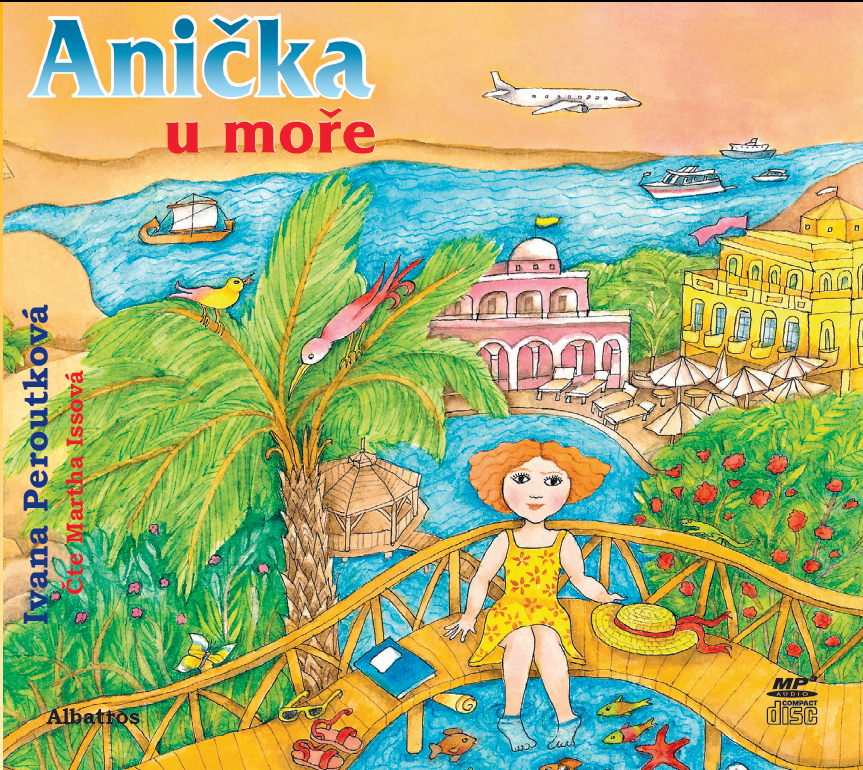 Anička
u moře
Ivana Peroutková
Čte Martha Issová
Albatros
MP3
AUDIO
COMPACT
disc